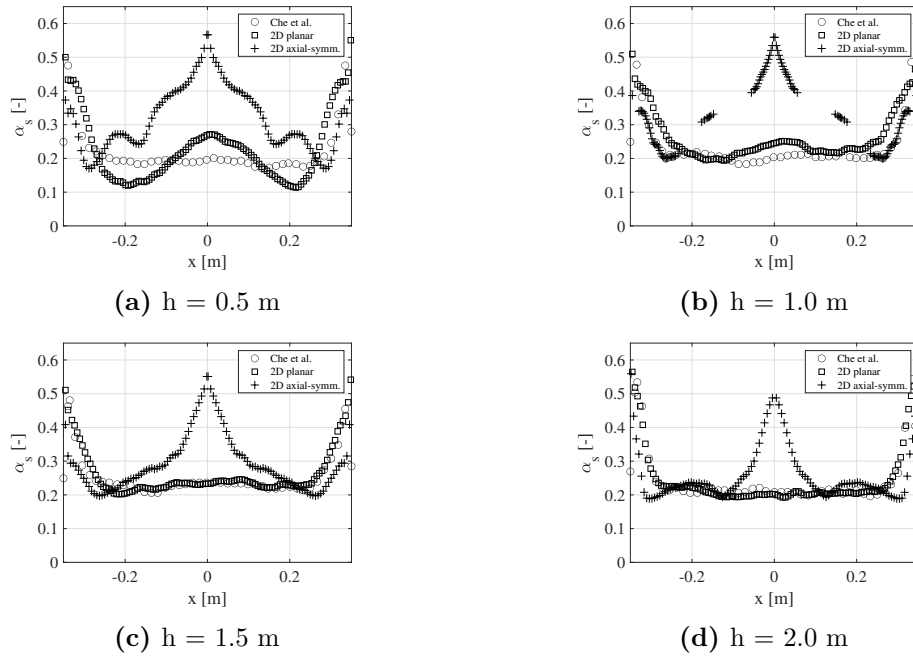 0.6
0.5
0.4
0.3
0.2
0.1
0
αs [-]
-0.2 0 0.2
x [m]
Che et al.
2D planar
2D axial-symm.
(a) h = 0.5 m
0.6
0.5
0.4
0.3
0.2
0.1
0
αs [-]
-0.2 0 0.2
x [m]
Che et al.
2D planar
2D axial-symm.
(b) h = 1.0 m
0.6
0.5
0.4
0.3
0.2
0.1
0
αs [-]
-0.2 0 0.2
x [m]
Che et al.
2D planar
2D axial-symm.
(c) h = 1.5 m
0.6
0.5
0.4
0.3
0.2
0.1
0
αs [-]
-0.2 0 0.2
x [m]
Che et al.
2D planar
2D axial-symm.
(d) h = 2.0 m